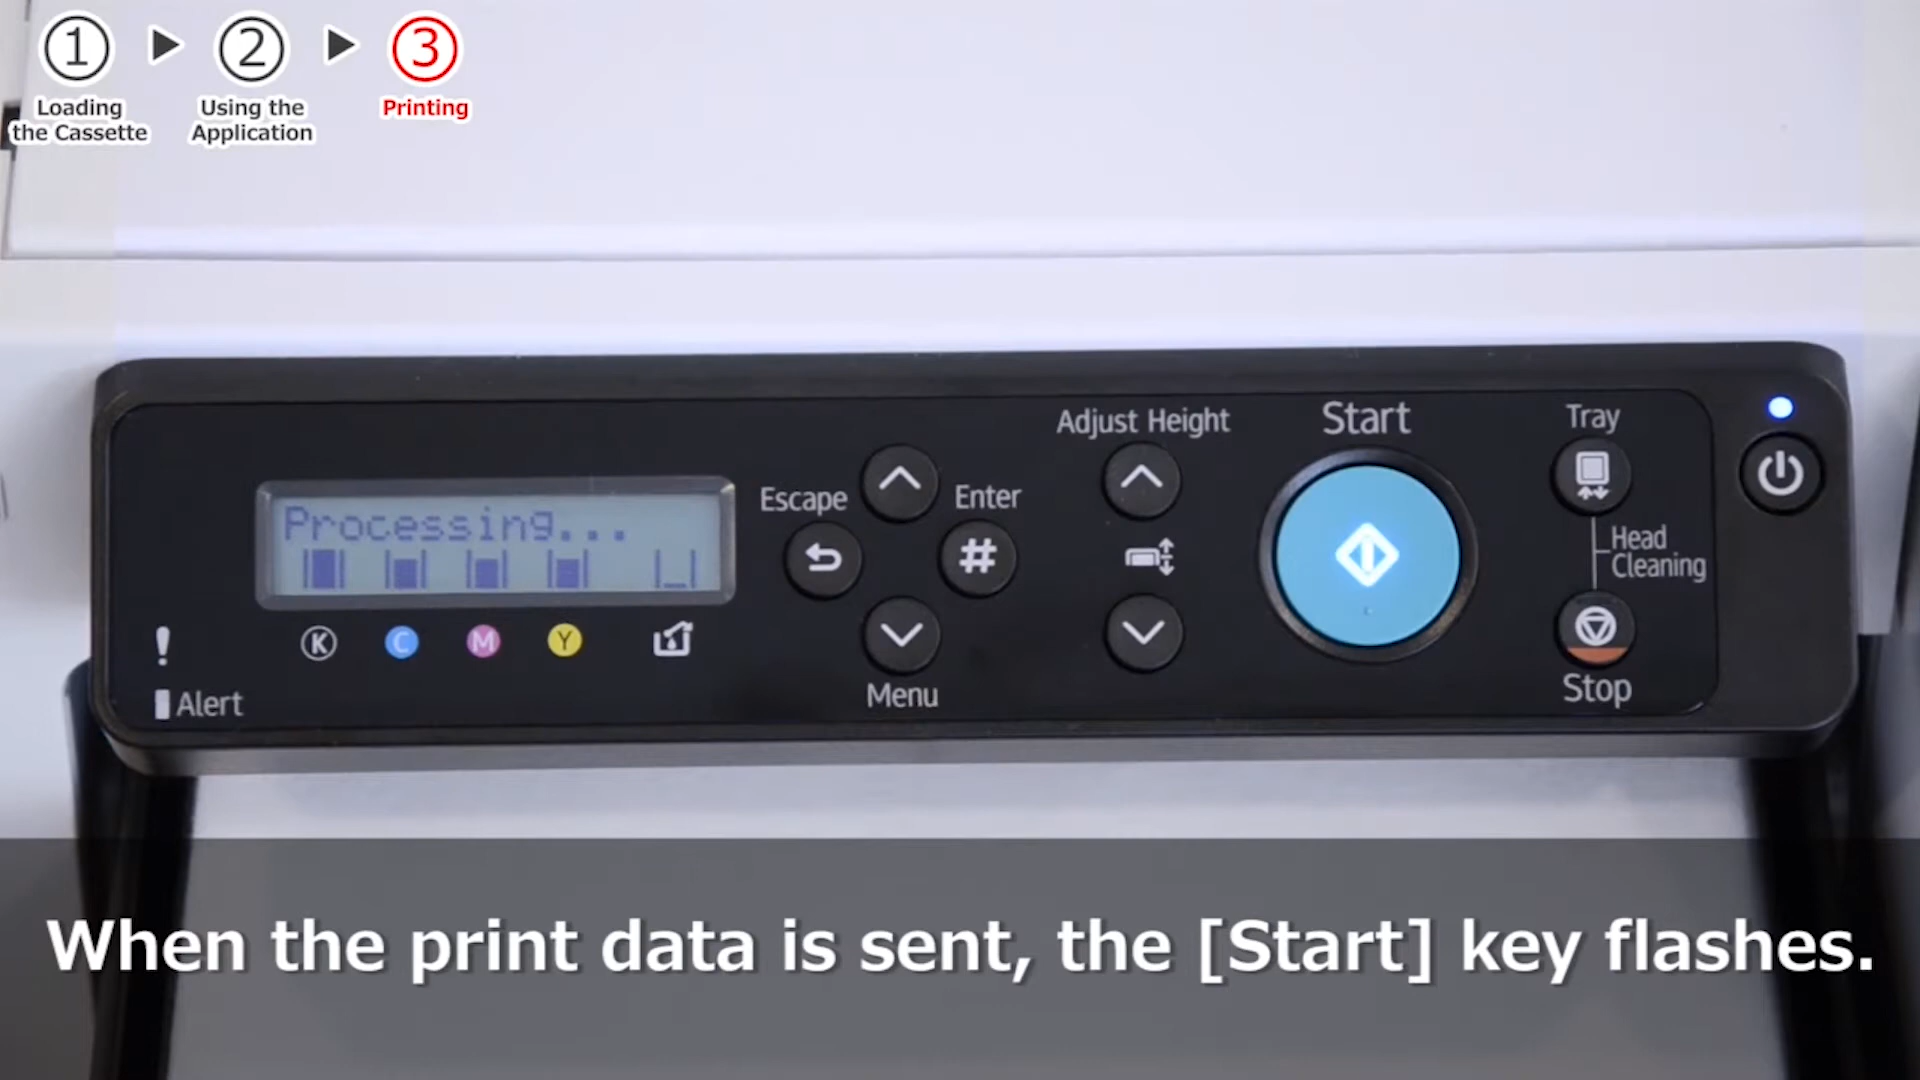 1
2
3
Loading
the Cassette
Using the
Application
Printing
Adjust Height
Start
Tray
Escape
Enter
#
Processing...
Head
Cleaning
K
C
M
Y
!
Alert
Menu
Stop
When the print data is sent, the [Start] key flashes.